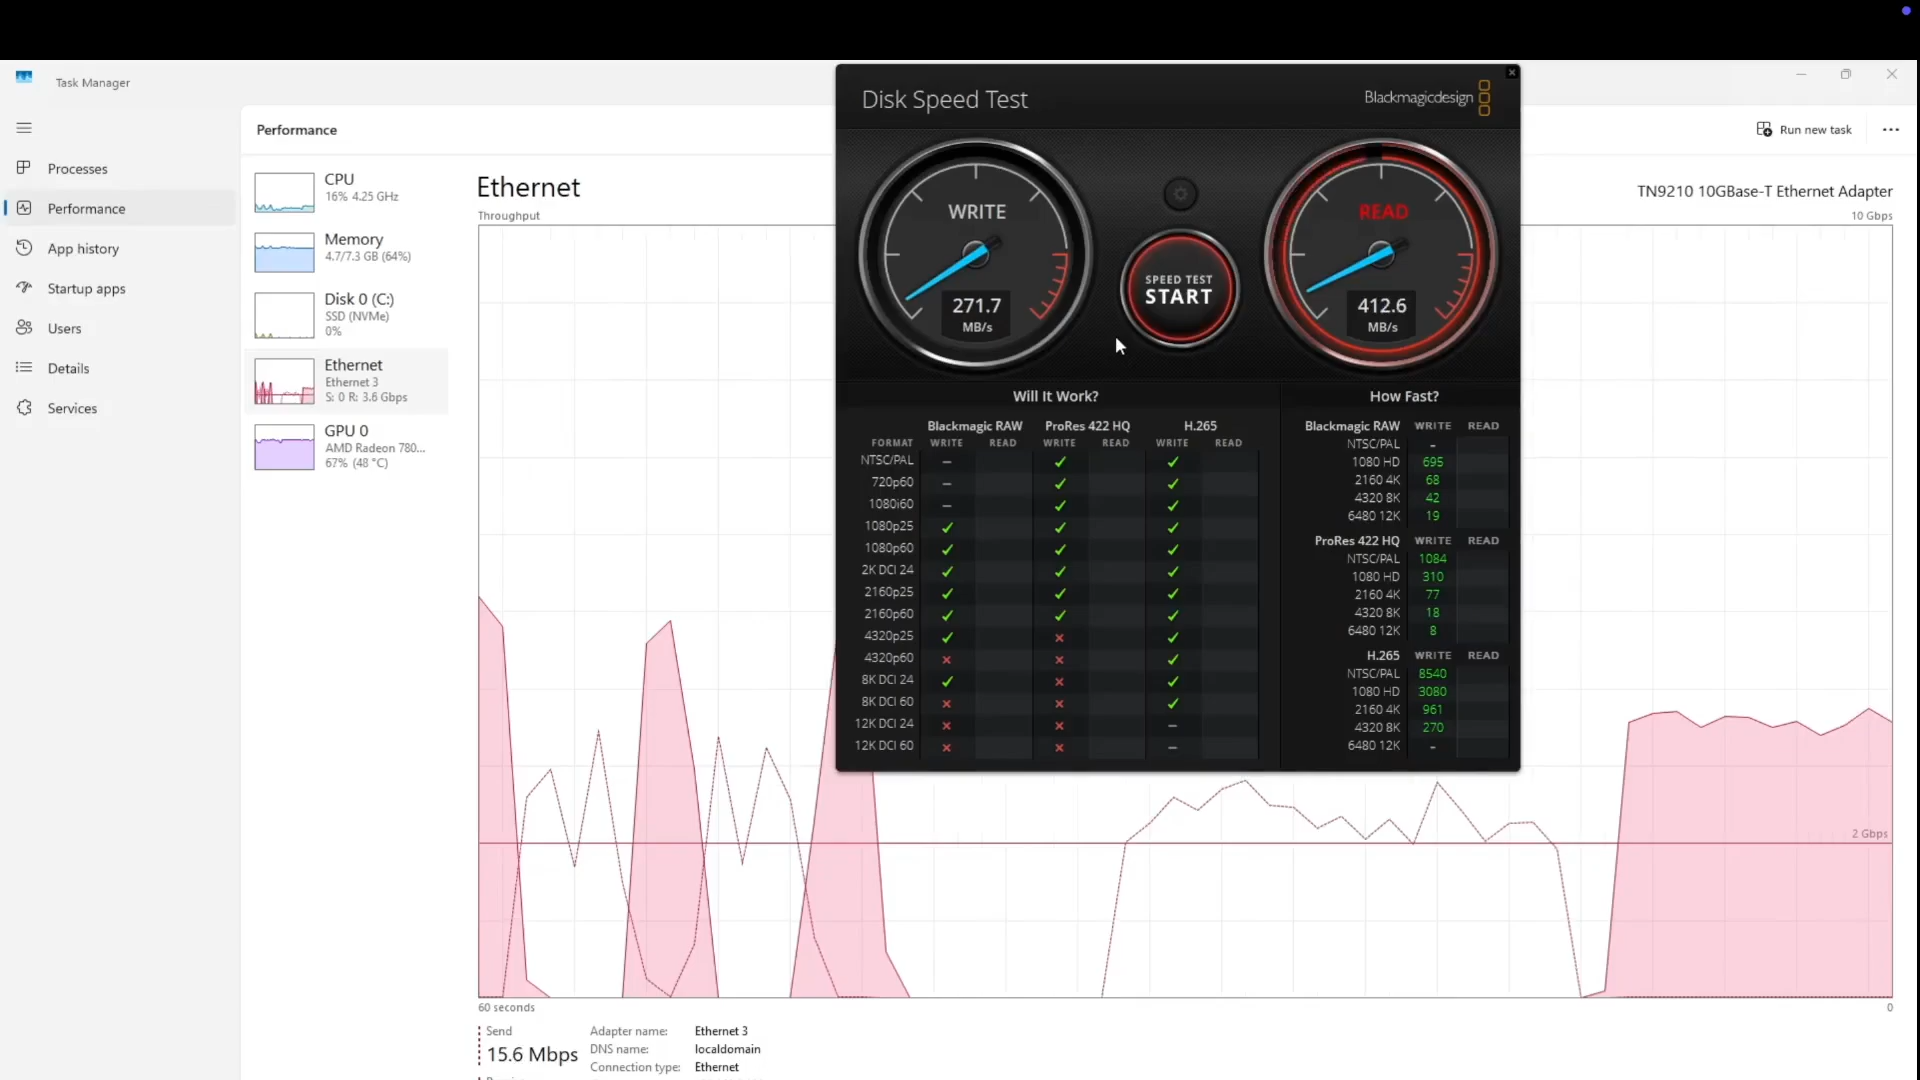 Task Manager
Processes
Performance
App history
Startup apps
Users
Details
Services
Performance
Run new task
CPU
16% 4.25 GHz
Memory
4.7/7.3 GB (64%)
Disk 0 (C:)
SSD (NVMe)
0%
Ethernet
Ethernet 3
S: 0 R: 3.6 Gbps
GPU 0
AMD Radeon 780...
67% (48 °C)
Ethernet
TN9210 10GBase-T Ethernet Adapter
Throughput
10 Gbps
2 Gbps
60 seconds
0
Send
15.6 Mbps
Adapter name: Ethernet 3
DNS name: localdomain
Connection type: Ethernet
Disk Speed Test
Blackmagicdesign
WRITE
271.7
MB/s
SPEED TEST
START
READ
412.6
MB/s
Will It Work?
Blackmagic RAW ProRes 422 HQ H.265
FORMAT WRITE READ WRITE READ WRITE READ
NTSC/PAL – ✓ ✓
720p60 – ✓ ✓
1080i60 – ✓ ✓
1080p25 ✓ ✓ ✓
1080p60 ✓ ✓ ✓
2K DCI 24 ✓ ✓ ✓
2160p25 ✓ ✓ ✓
2160p60 ✓ ✓ ✓
4320p25 ✓ × ✓
4320p60 × × ✓
8K DCI 24 ✓ × ✓
8K DCI 60 × × ✓
12K DCI 24 × × –
12K DCI 60 × × –
How Fast?
Blackmagic RAW WRITE READ
NTSC/PAL –
1080 HD 695
2160 4K 68
4320 8K 42
6480 12K 19
ProRes 422 HQ WRITE READ
NTSC/PAL 1084
1080 HD 310
2160 4K 77
4320 8K 18
6480 12K 8
H.265 WRITE READ
NTSC/PAL 8540
1080 HD 3080
2160 4K 961
4320 8K 270
6480 12K –